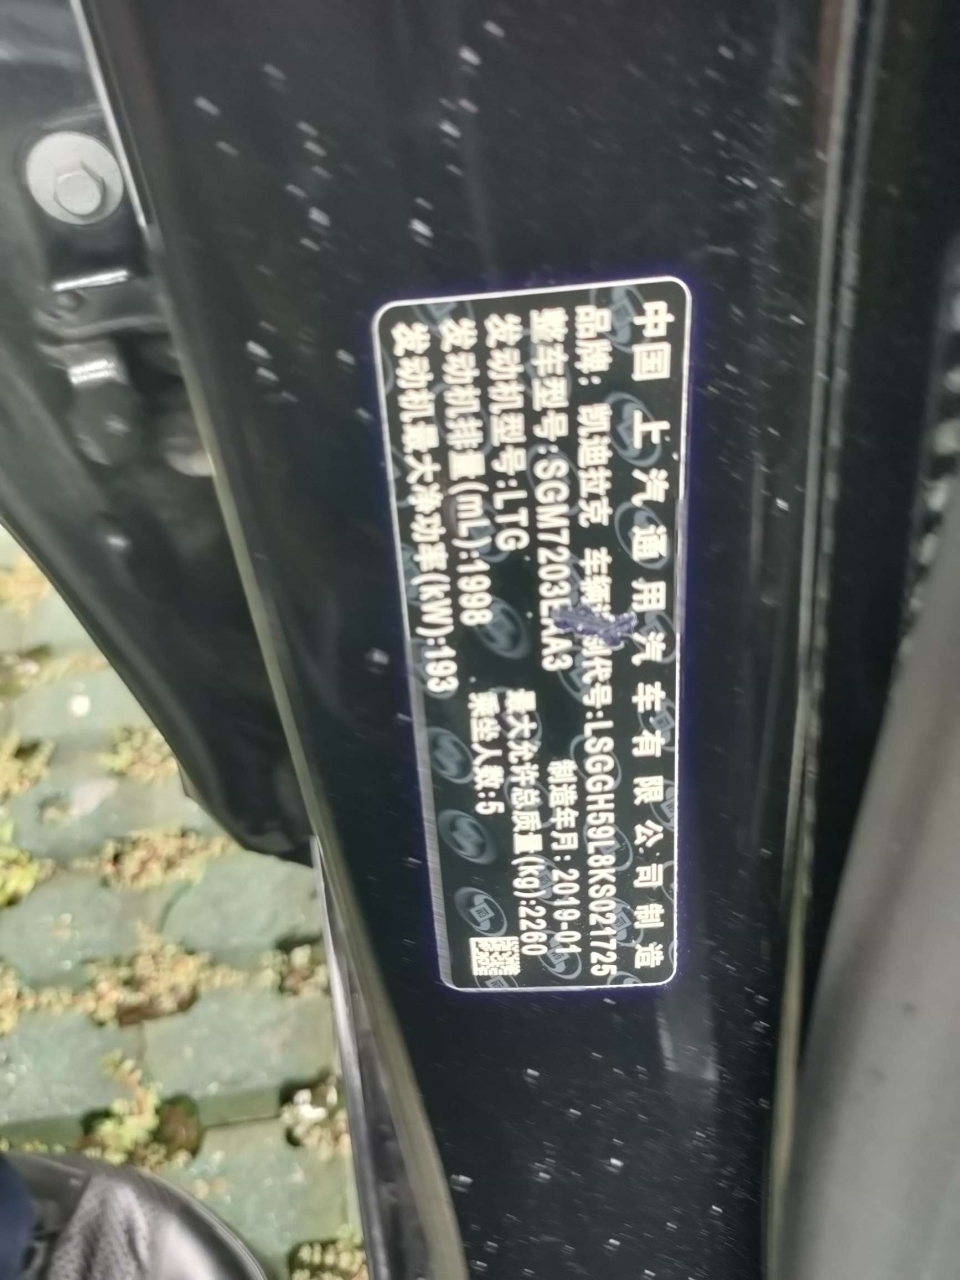 中国 上汽通用汽车有限公司制造
品牌: 凯迪拉克 车辆 制代号:LSGGH59L8KS021725
整车型号:SGM7203 AA3 制造年月: 2019-01
发动机型号:LTG 最大允许总质量(kg):2260
发动机排量(mL):1998 乘坐人数:5
发动机最大净功率(kW):193